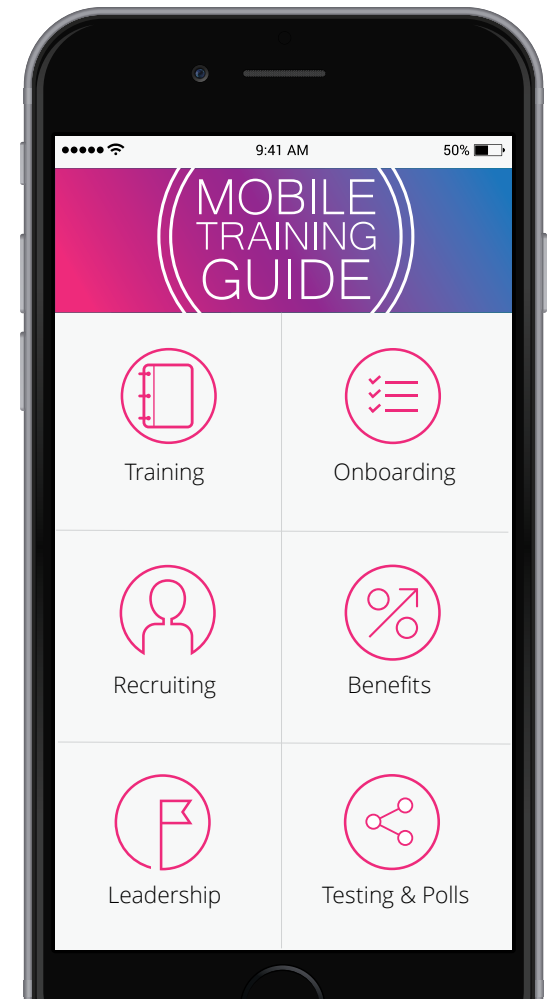 9:41 AM
50%
MOBILE
TRAINING
GUIDE
Training
Onboarding
Recruiting
Benefits
Leadership
Testing & Polls